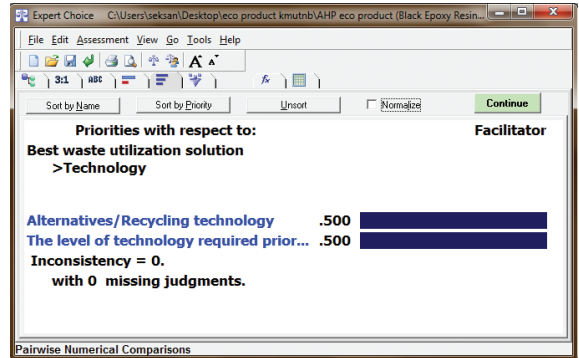 Expert Choice C:\Users\seksan\Desktop\eco product kmutnb\AHP eco product (Black Epoxy Resin...
File Edit Assessment View Go Tools Help
A A
3:1 ABC fx
Sort by Name Sort by Priority Unsort Normalize Continue
Priorities with respect to: Facilitator
Best waste utilization solution
>Technology
Alternatives/Recycling technology .500
The level of technology required prior... .500
Inconsistency = 0.
with 0 missing judgments.
Pairwise Numerical Comparisons